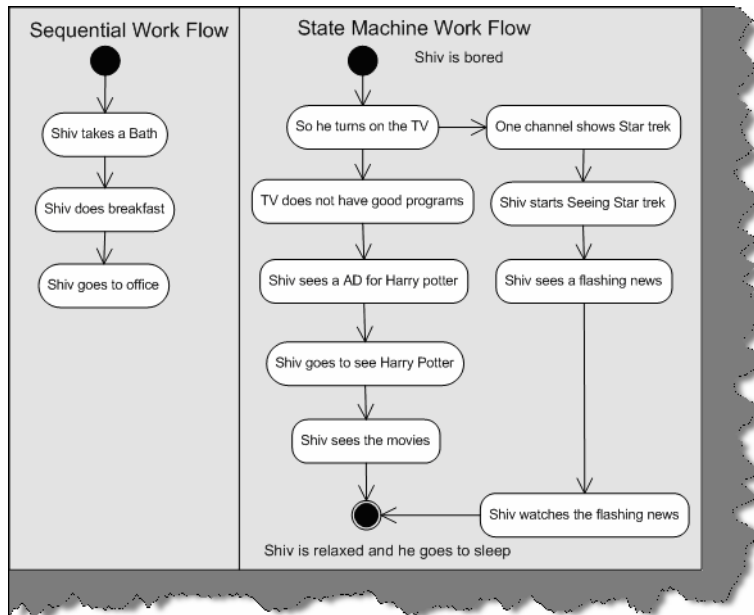 Sequential Work Flow
Shiv takes a Bath
Shiv does breakfast
Shiv goes to office
State Machine Work Flow
Shiv is bored
So he turns on the TV
One channel shows Star trek
TV does not have good programs
Shiv starts Seeing Star trek
Shiv sees a AD for Harry potter
Shiv sees a flashing news
Shiv goes to see Harry Potter
Shiv sees the movies
Shiv watches the flashing news
Shiv is relaxed and he goes to sleep